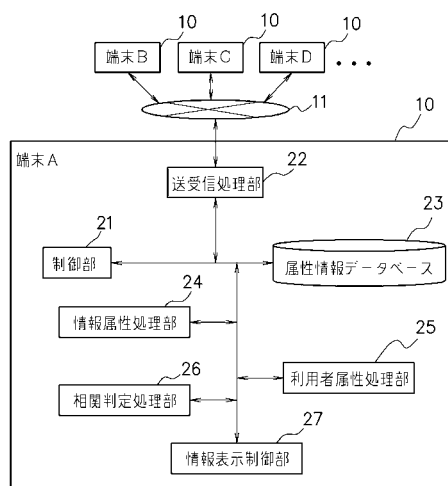 10 10 10
端末B 端末C 端末D ・・・
11
10
端末A
22
送受信処理部
21 23
制御部 属性情報データベース
24
情報属性処理部
25
利用者属性処理部
26
相関判定処理部
27
情報表示制御部